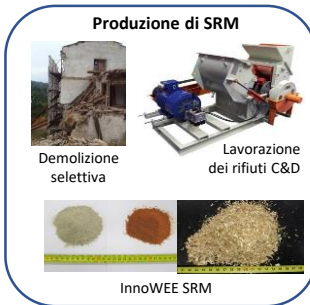 Produzione di SRM
Demolizione
selettiva
Lavorazione
dei rifiuti C&D
InnoWEE SRM